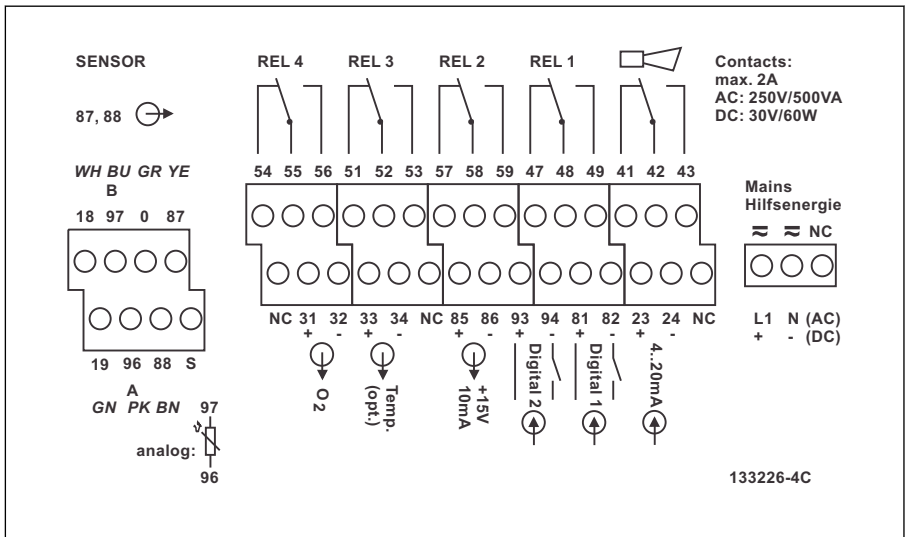 SENSOR
87, 88
WH BU GR YE
B
18 97 0 87
19 96 88 S
A
GN PK BN
97
analog:
96
REL 4 REL 3 REL 2 REL 1
54 55 56 51 52 53 57 58 59 47 48 49 41 42 43
NC 31 32 33 34 NC 85 86 93 94 81 82 23 24 NC
+ - + - + - + - + - + -
O2
Temp.
(opt.)
+15V
10mA
Digital 2
Digital 1
4..20mA
Contacts:
max. 2A
AC: 250V/500VA
DC: 30V/60W
Mains
Hilfsenergie
NC
L1 N (AC)
+ - (DC)
133226-4C